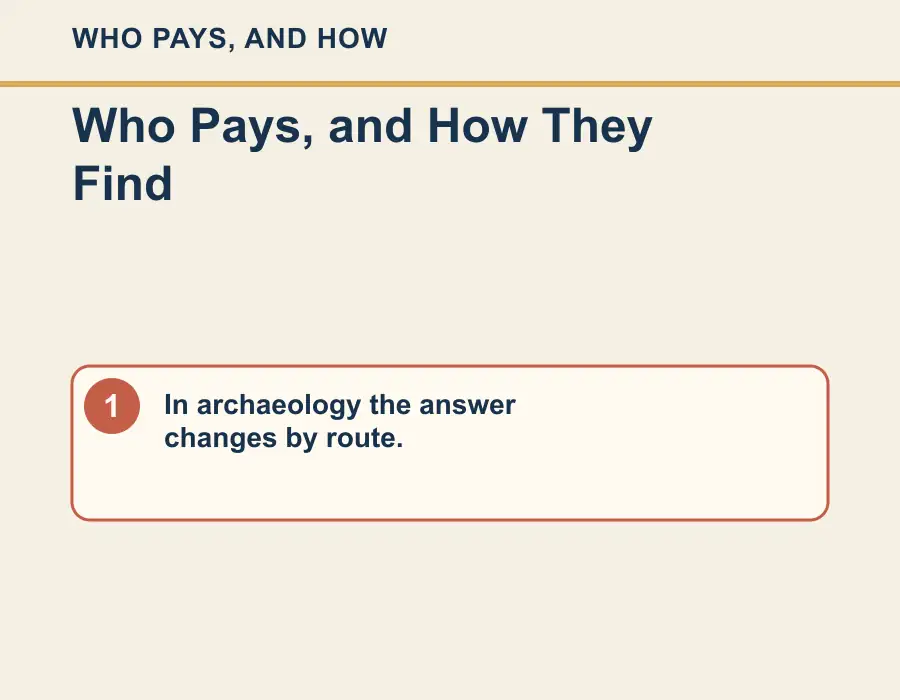 WHO PAYS, AND HOW
Who Pays, and How They
Find
1
In archaeology the answer
changes by route.